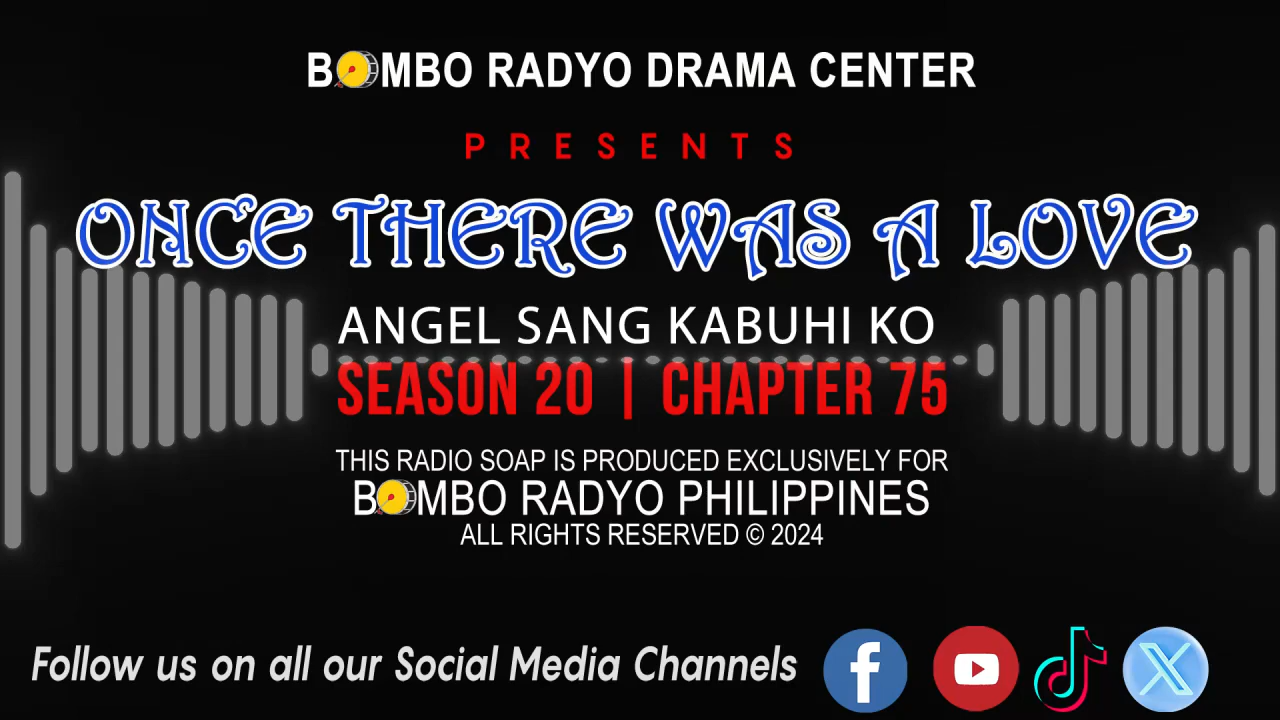 BOMBO RADYO DRAMA CENTER
PRESENTS
ONCE THERE WAS A LOVE
ANGEL SANG KABUHI KO
SEASON 20 | CHAPTER 75
THIS RADIO SOAP IS PRODUCED EXCLUSIVELY FOR
BOMBO RADYO PHILIPPINES
ALL RIGHTS RESERVED © 2024
Follow us on all our Social Media Channels